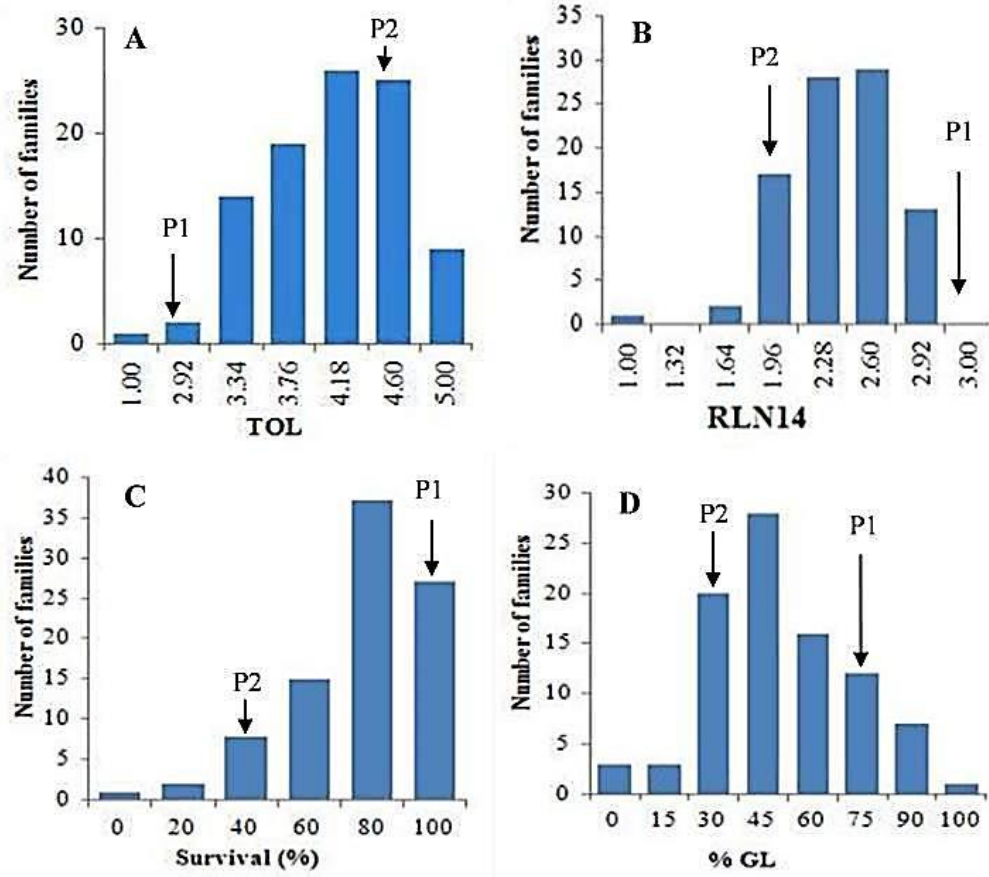 A
Number of families
30
20
10
0
P1
P2
1.00 2.92 3.34 3.76 4.18 4.60 5.00
TOL
B
Number of families
35
30
25
20
15
10
5
0
P2
P1
1.00 1.32 1.64 1.96 2.28 2.60 2.92 3.00
RLN14
C
Number of families
40
35
30
25
20
15
10
5
0
P2
P1
0 20 40 60 80 100
Survival (%)
D
Number of families
30
25
20
15
10
5
0
P2
P1
0 15 30 45 60 75 90 100
% GL